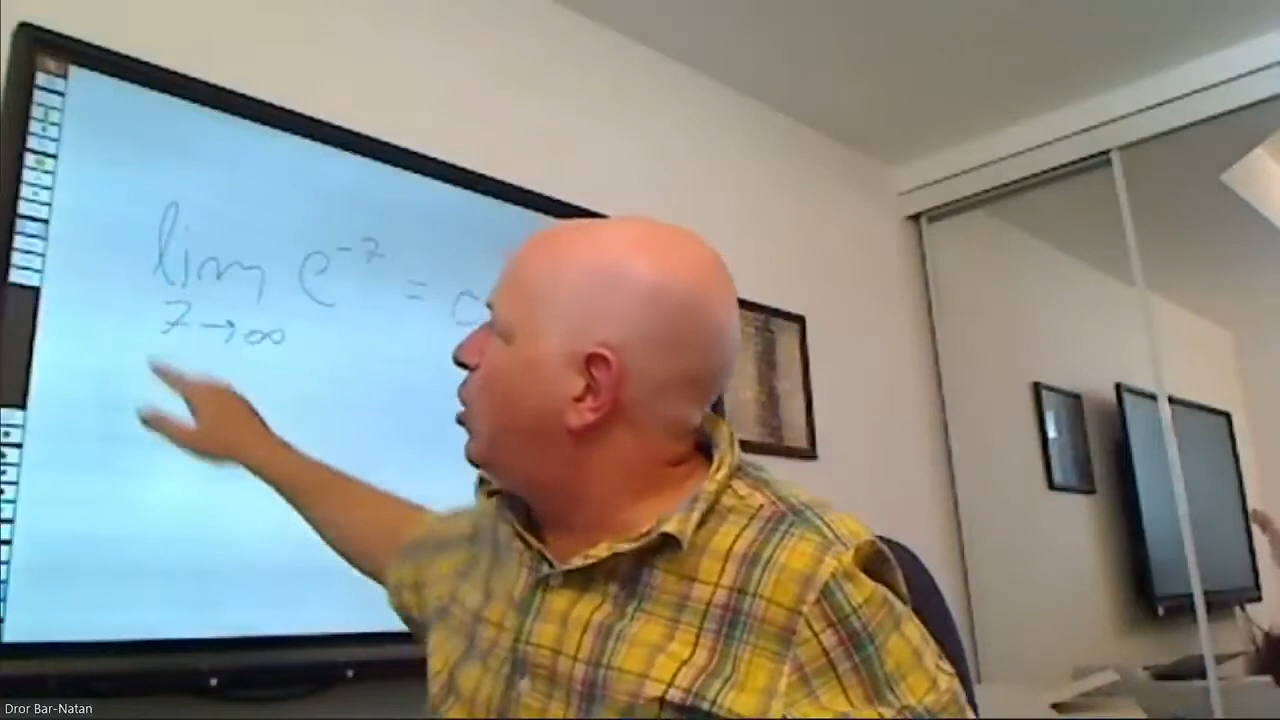 lim e^{-z} = 0
z→∞
Dror Bar-Natan